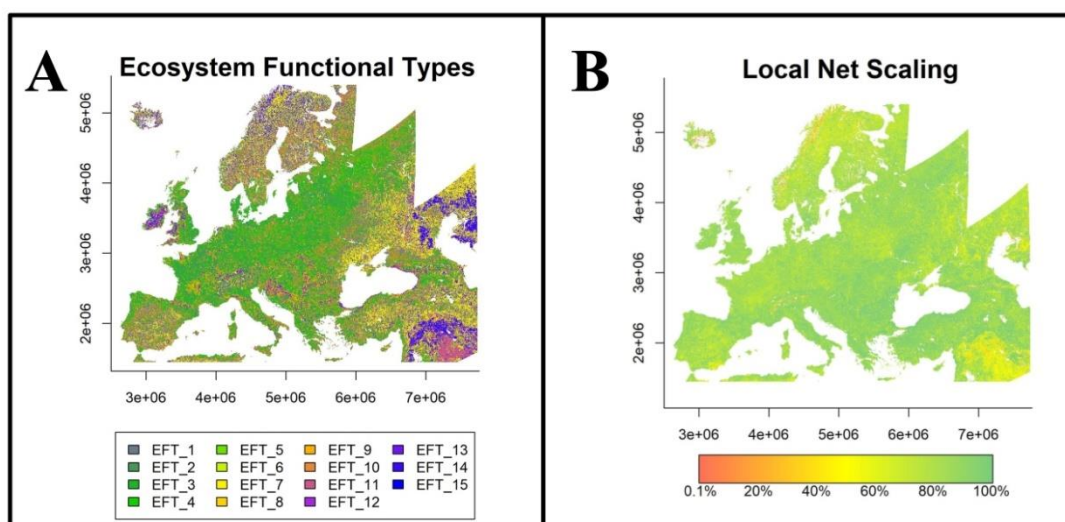 A
Ecosystem Functional Types
5e+06
4e+06
3e+06
2e+06
3e+06 4e+06 5e+06 6e+06 7e+06
EFT_1 EFT_5 EFT_9 EFT_13
EFT_2 EFT_6 EFT_10 EFT_14
EFT_3 EFT_7 EFT_11 EFT_15
EFT_4 EFT_8 EFT_12
B
Local Net Scaling
5e+06
4e+06
3e+06
2e+06
3e+06 4e+06 5e+06 6e+06 7e+06
0.1% 20% 40% 60% 80% 100%